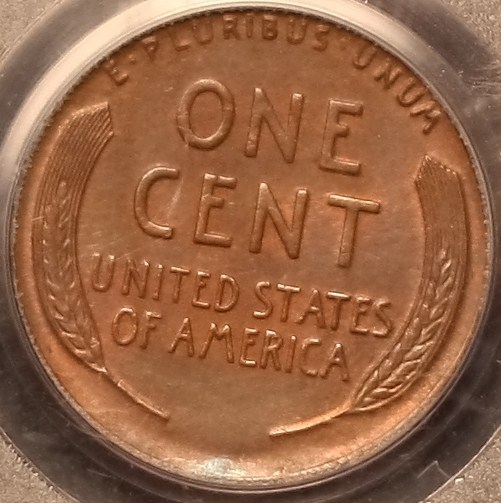 E·PLURIBUS·UNUM
ONE
CENT
UNITED STATES
OF AMERICA